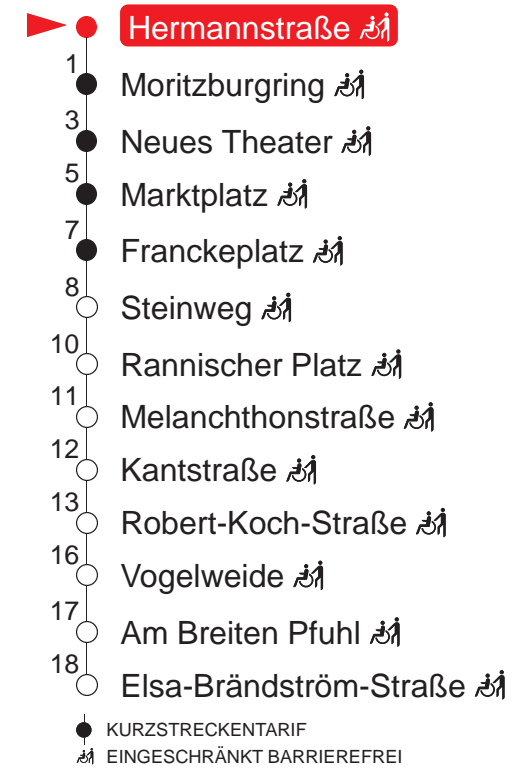 Hermannstraße
1
Moritzburgring
3
Neues Theater
5
Marktplatz
7
Franckeplatz
8
Steinweg
10
Rannischer Platz
11
Melanchthonstraße
12
Kantstraße
13
Robert-Koch-Straße
16
Vogelweide
17
Am Breiten Pfuhl
18
Elsa-Brändström-Straße
KURZSTRECKENTARIF
EINGESCHRÄNKT BARRIEREFREI